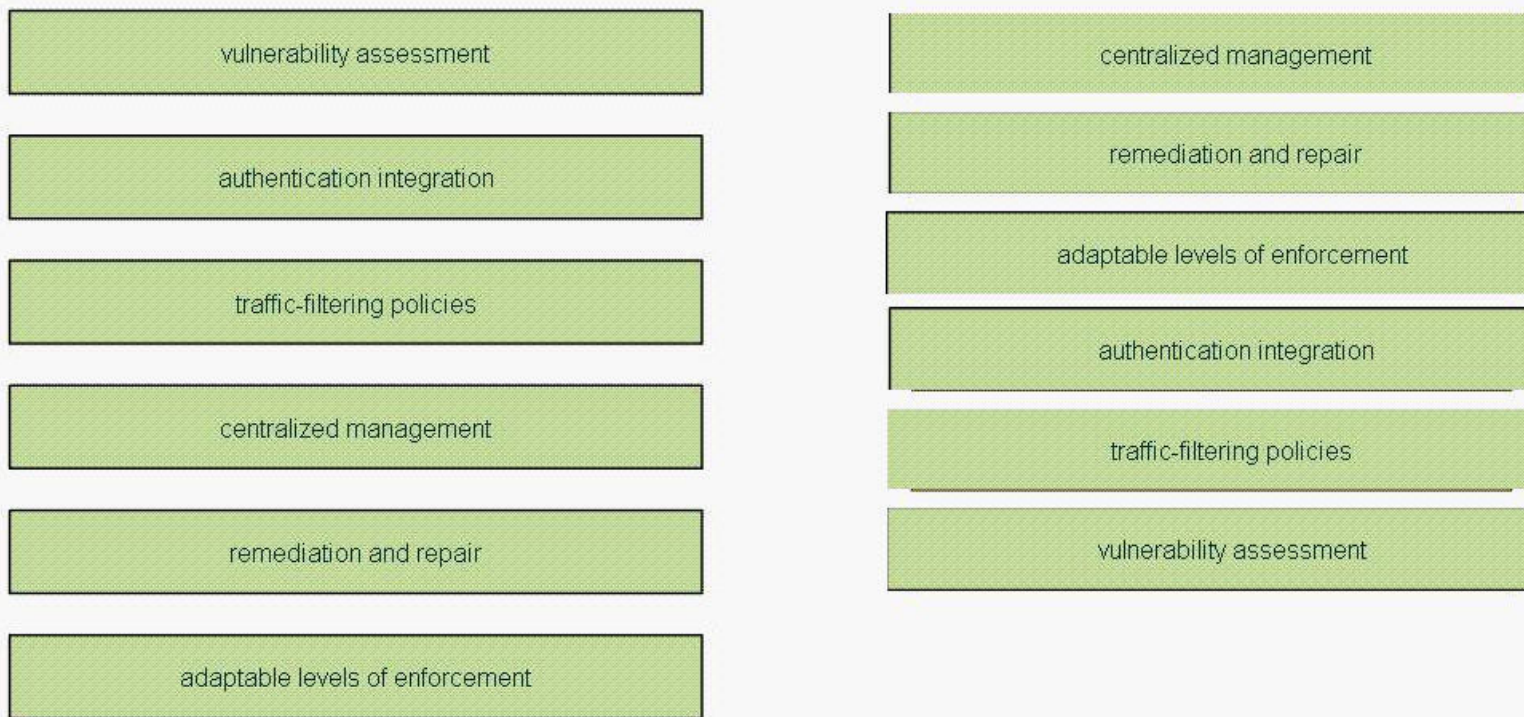 vulnerability assessment
authentication integration
traffic-filtering policies
centralized management
remediation and repair
adaptable levels of enforcement
centralized management
remediation and repair
adaptable levels of enforcement
authentication integration
traffic-filtering policies
vulnerability assessment